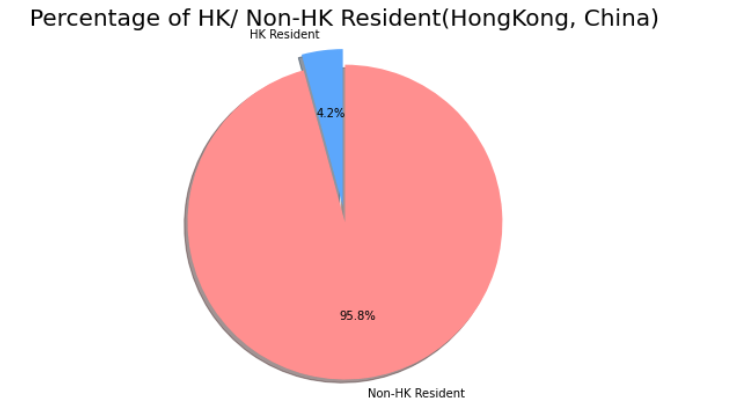 Percentage of HK/ Non-HK Resident(HongKong, China)
HK Resident
4.2%
95.8%
Non-HK Resident